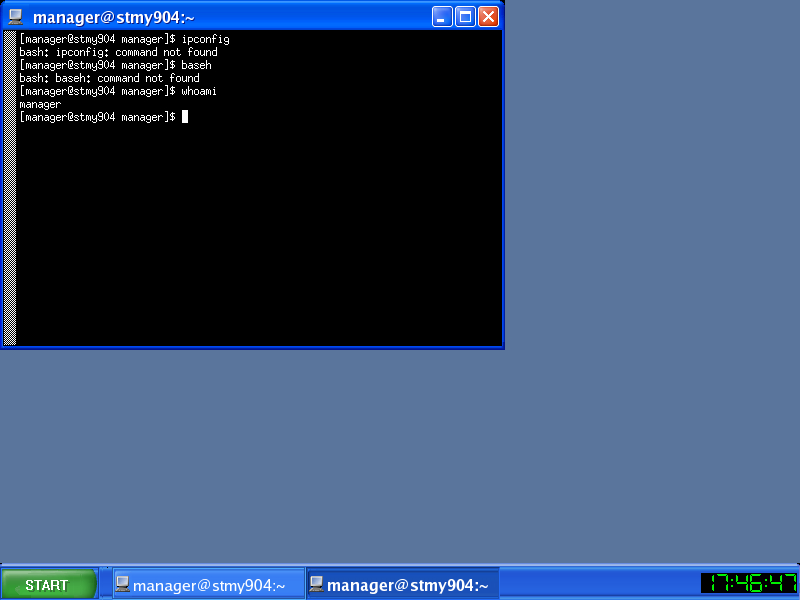 manager@stmy904:~
[manager@stmy904 manager]$ ipconfig
bash: ipconfig: command not found
[manager@stmy904 manager]$ baseh
bash: baseh: command not found
[manager@stmy904 manager]$ whoami
manager
[manager@stmy904 manager]$
START
manager@stmy904:~
manager@stmy904:~
17:46:47